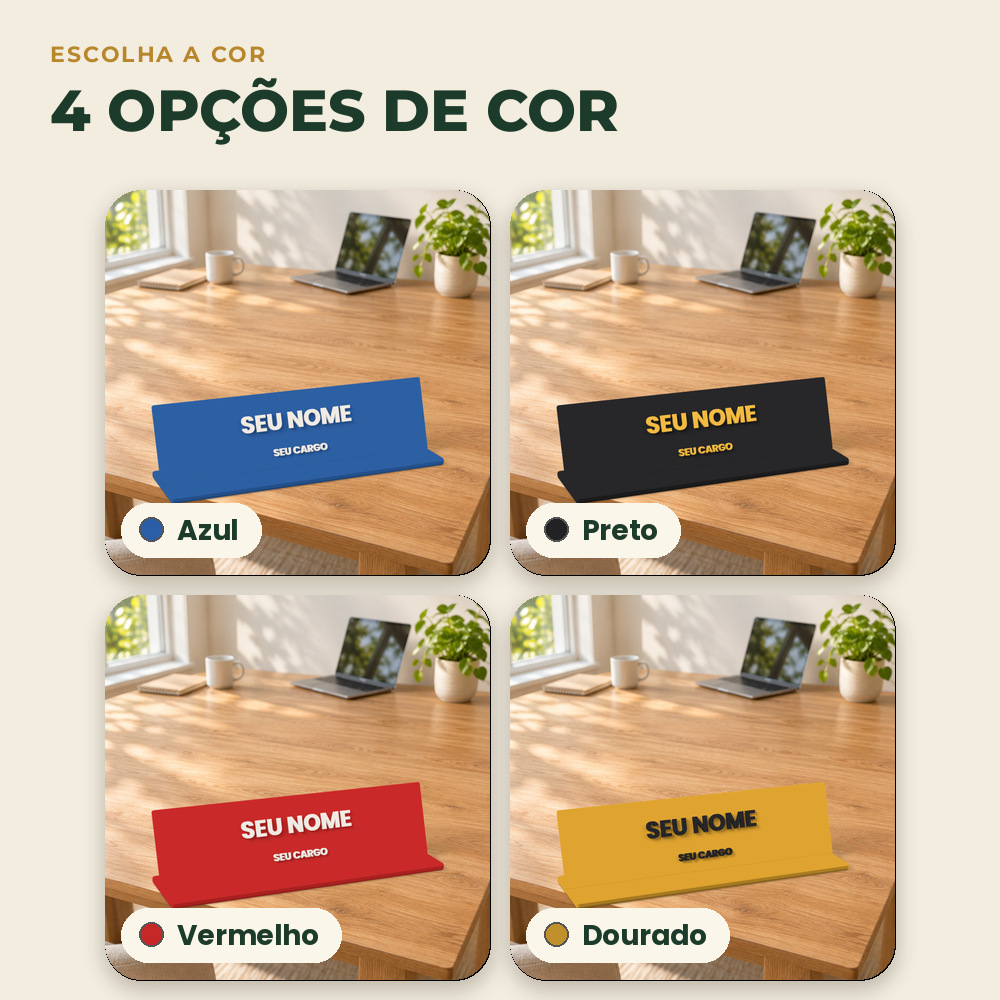 ESCOLHA A COR
4 OPÇÕES DE COR
SEU NOME
SEU CARGO
Azul
SEU NOME
SEU CARGO
Preto
SEU NOME
SEU CARGO
Vermelho
SEU NOME
SEU CARGO
Dourado